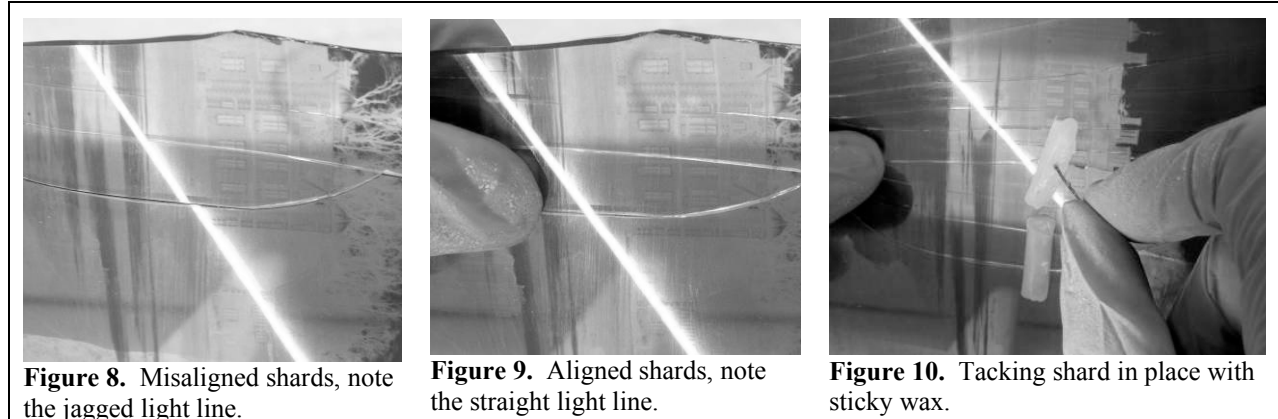 Figure 8. Misaligned shards, note
the jagged light line.
Figure 9. Aligned shards, note
the straight light line.
Figure 10. Tacking shard in place with
sticky wax.